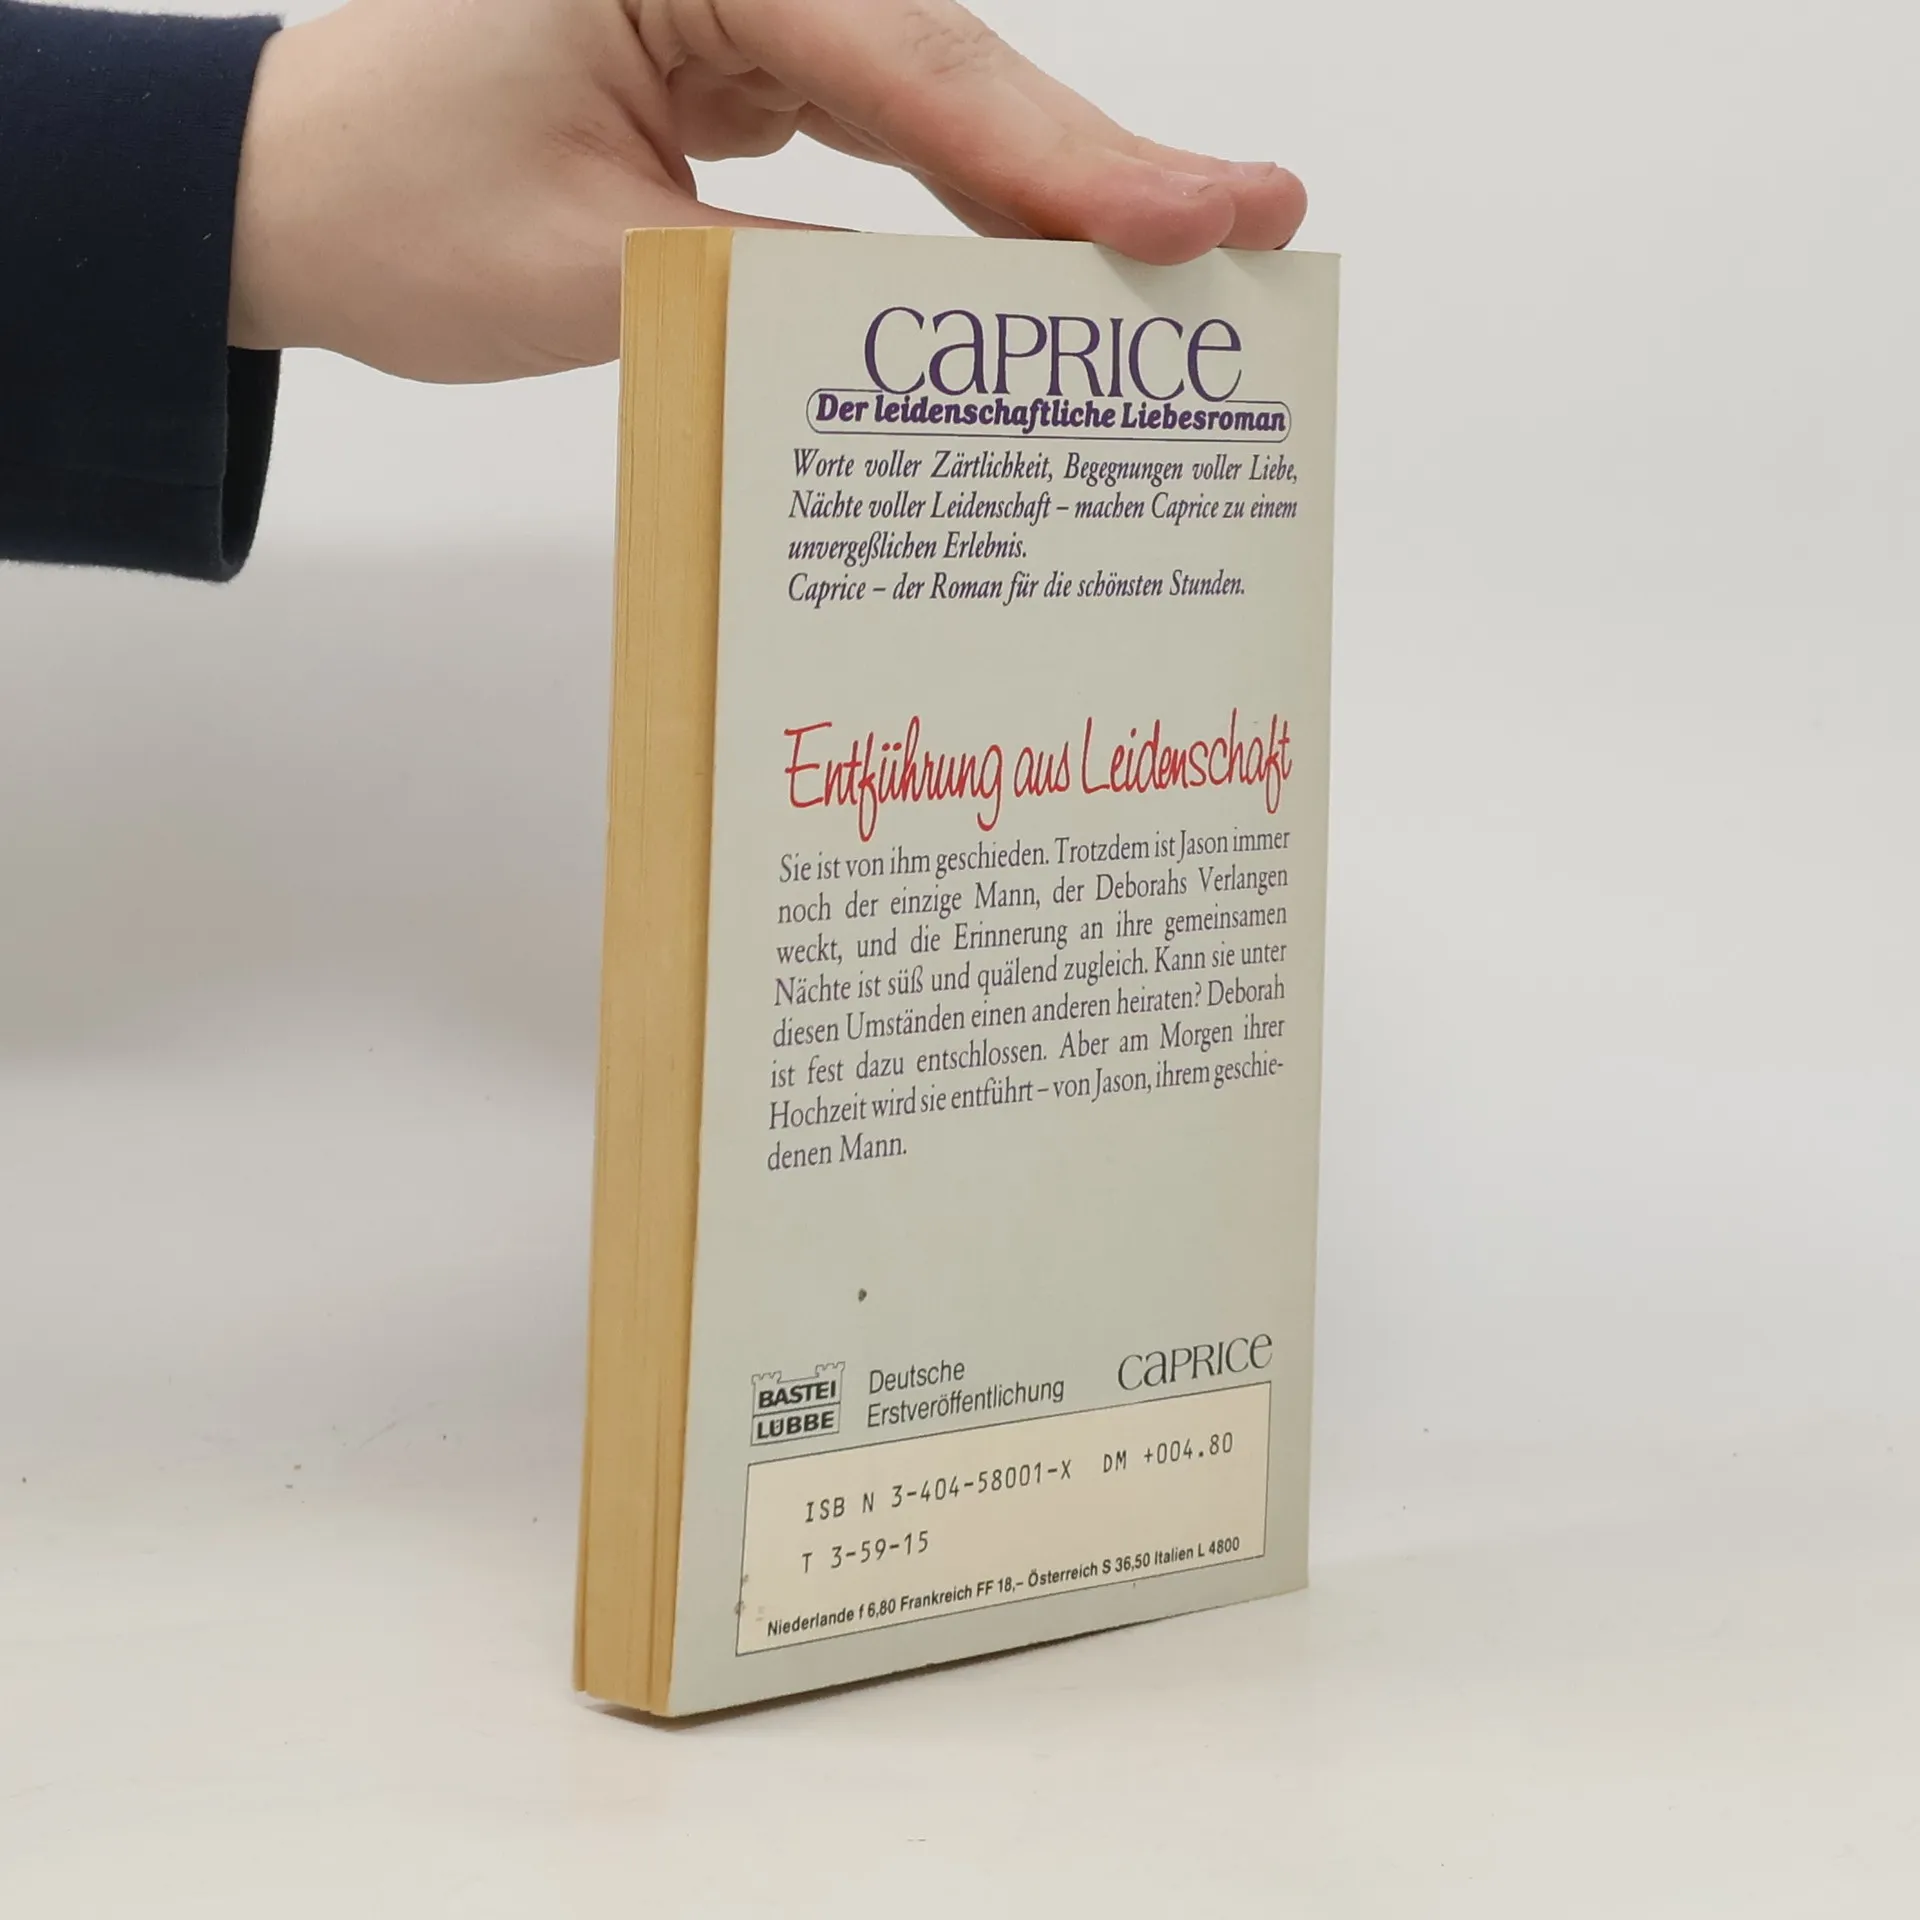 CAPRICE
Der leidenschaftliche Liebesroman
Worte voller Zärtlichkeit, Begegnungen voller Liebe,
Nächte voller Leidenschaft – machen Caprice zu einem
unvergeßlichen Erlebnis.
Caprice – der Roman für die schönsten Stunden.
Entführung aus Leidenschaft
Sie ist von ihm geschieden. Trotzdem ist Jason immer
noch der einzige Mann, der Deborahs Verlangen
weckt, und die Erinnerung an ihre gemeinsamen
Nächte ist süß und quälend zugleich. Kann sie unter
diesen Umständen einen anderen heiraten? Deborah
ist fest dazu entschlossen. Aber am Morgen ihrer
Hochzeit wird sie entführt – von Jason, ihrem geschie-
denen Mann.
BASTEI
LÜBBE
Deutsche
Erstveröffentlichung
CAPRICE
ISB N 3-404-58001-X DM +004.80
T 3-59-15
Niederlande f 6,80 Frankreich FF 18,– Österreich S 36,50 Italien L 4800